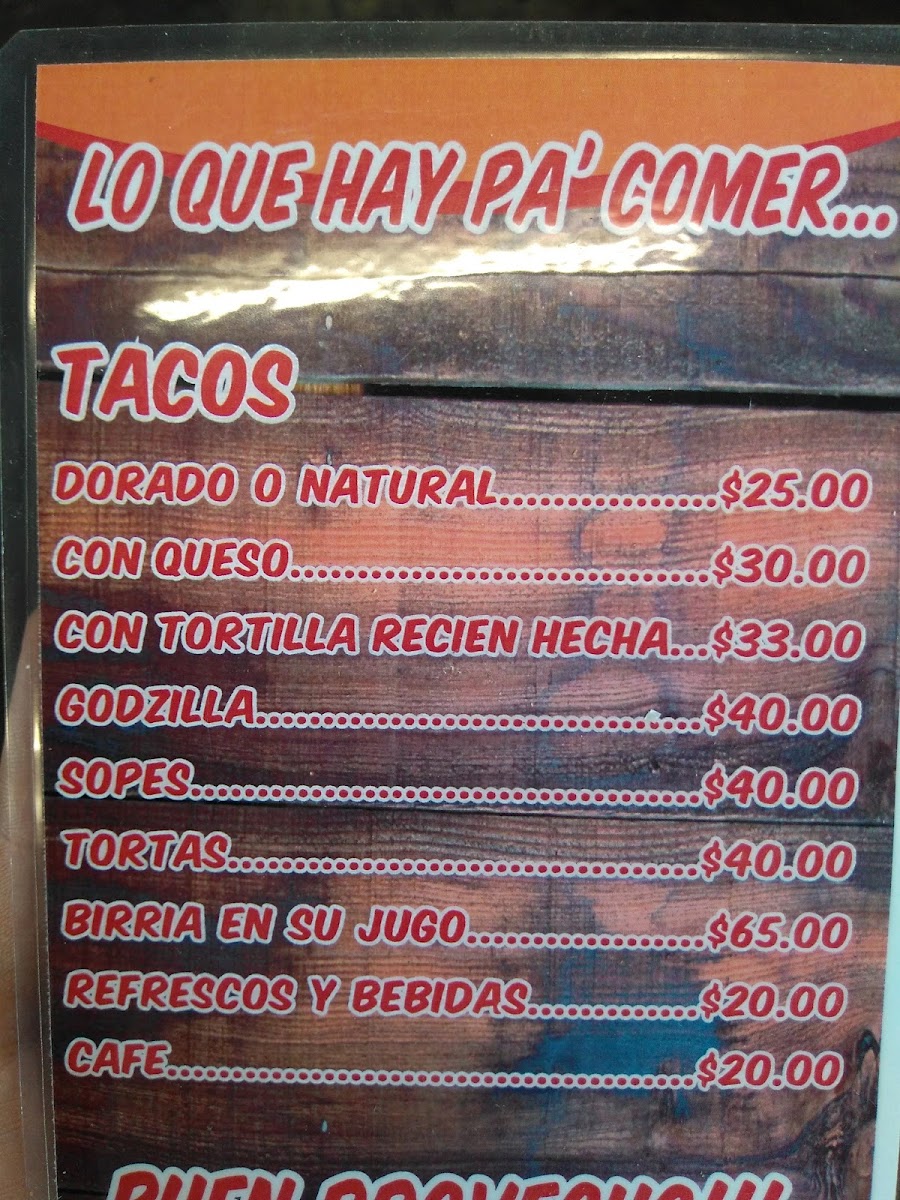 LO QUE HAY PA' COMER...
TACOS
DORADO O NATURAL................$25.00
CON QUESO...............................$30.00
CON TORTILLA RECIEN HECHA...$33.00
GODZILLA.................................$40.00
SOPES......................................$40.00
TORTAS...................................$40.00
BIRRIA EN SU JUGO..................$65.00
REFRESCOS Y BEBIDAS.............$20.00
CAFE.......................................$20.00
BUEN PROVECHO!!!